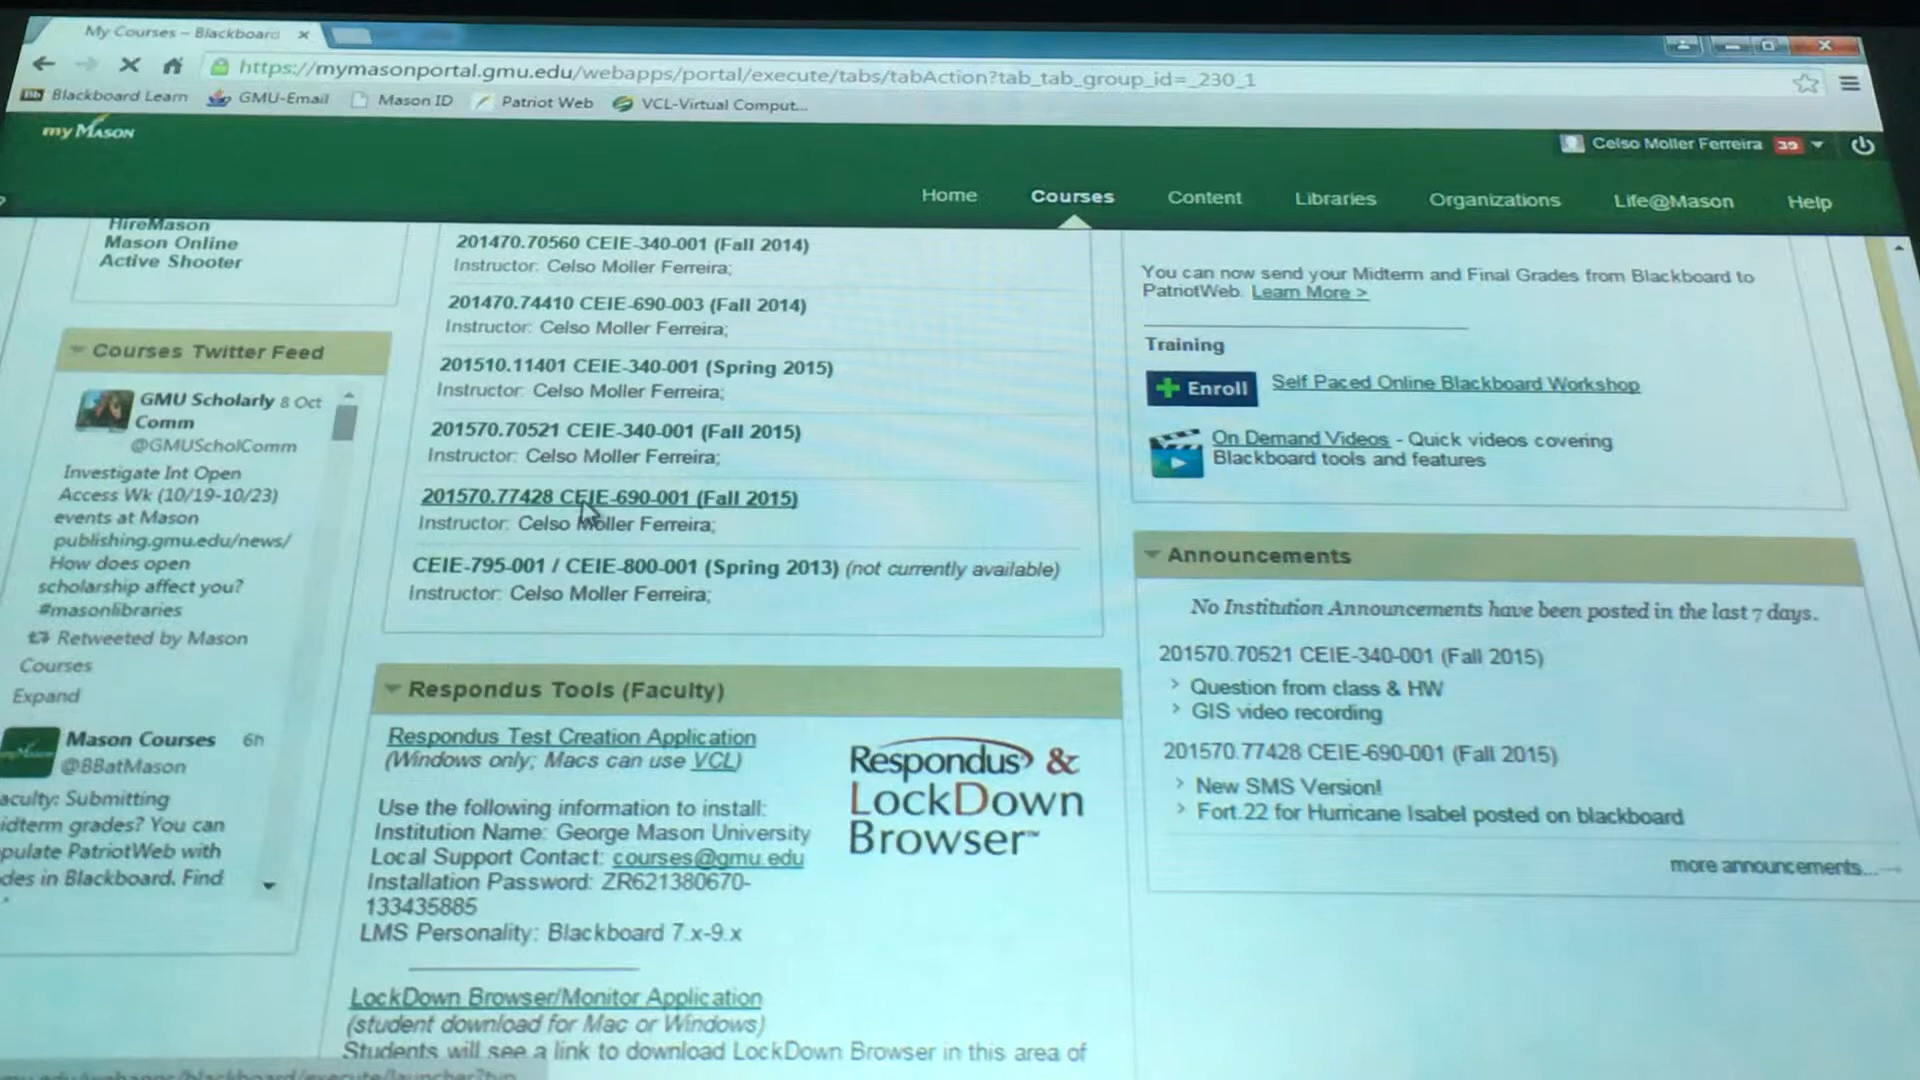 My Courses – Blackboard
https://mymasonportal.gmu.edu/webapps/portal/execute/tabs/tabAction?tab_tab_group_id=_230_1
Bb Blackboard Learn GMU-Email Mason ID Patriot Web VCL-Virtual Comput...
my MASON
Celso Moller Ferreira 39
Home Courses Content Libraries Organizations Life@Mason Help
HireMason
Mason Online
Active Shooter
Courses Twitter Feed
GMU Scholarly 8 Oct
Comm
@GMUScholComm
Investigate Int Open
Access Wk (10/19-10/23)
events at Mason
publishing.gmu.edu/news/
How does open
scholarship affect you?
#masonlibraries
Retweeted by Mason
Courses
Expand
Mason Courses 6h
@BBatMason
aculty: Submitting
idterm grades? You can
pulate PatriotWeb with
des in Blackboard. Find
201470.70560 CEIE-340-001 (Fall 2014)
Instructor: Celso Moller Ferreira;
201470.74410 CEIE-690-003 (Fall 2014)
Instructor: Celso Moller Ferreira;
201510.11401 CEIE-340-001 (Spring 2015)
Instructor: Celso Moller Ferreira;
201570.70521 CEIE-340-001 (Fall 2015)
Instructor: Celso Moller Ferreira;
201570.77428 CEIE-690-001 (Fall 2015)
Instructor: Celso Moller Ferreira;
CEIE-795-001 / CEIE-800-001 (Spring 2013) (not currently available)
Instructor: Celso Moller Ferreira;
Respondus Tools (Faculty)
Respondus Test Creation Application
(Windows only; Macs can use VCL)
Use the following information to install:
Institution Name: George Mason University
Local Support Contact: courses@gmu.edu
Installation Password: ZR621380670-
133435885
LMS Personality: Blackboard 7.x-9.x
Respondus &
LockDown
Browser™
LockDown Browser/Monitor Application
(student download for Mac or Windows)
Students will see a link to download LockDown Browser in this area of
You can now send your Midterm and Final Grades from Blackboard to
PatriotWeb. Learn More >
Training
Enroll Self Paced Online Blackboard Workshop
On Demand Videos - Quick videos covering
Blackboard tools and features
Announcements
No Institution Announcements have been posted in the last 7 days.
201570.70521 CEIE-340-001 (Fall 2015)
Question from class & HW
GIS video recording
201570.77428 CEIE-690-001 (Fall 2015)
New SMS Version!
Fort.22 for Hurricane Isabel posted on blackboard
more announcements...